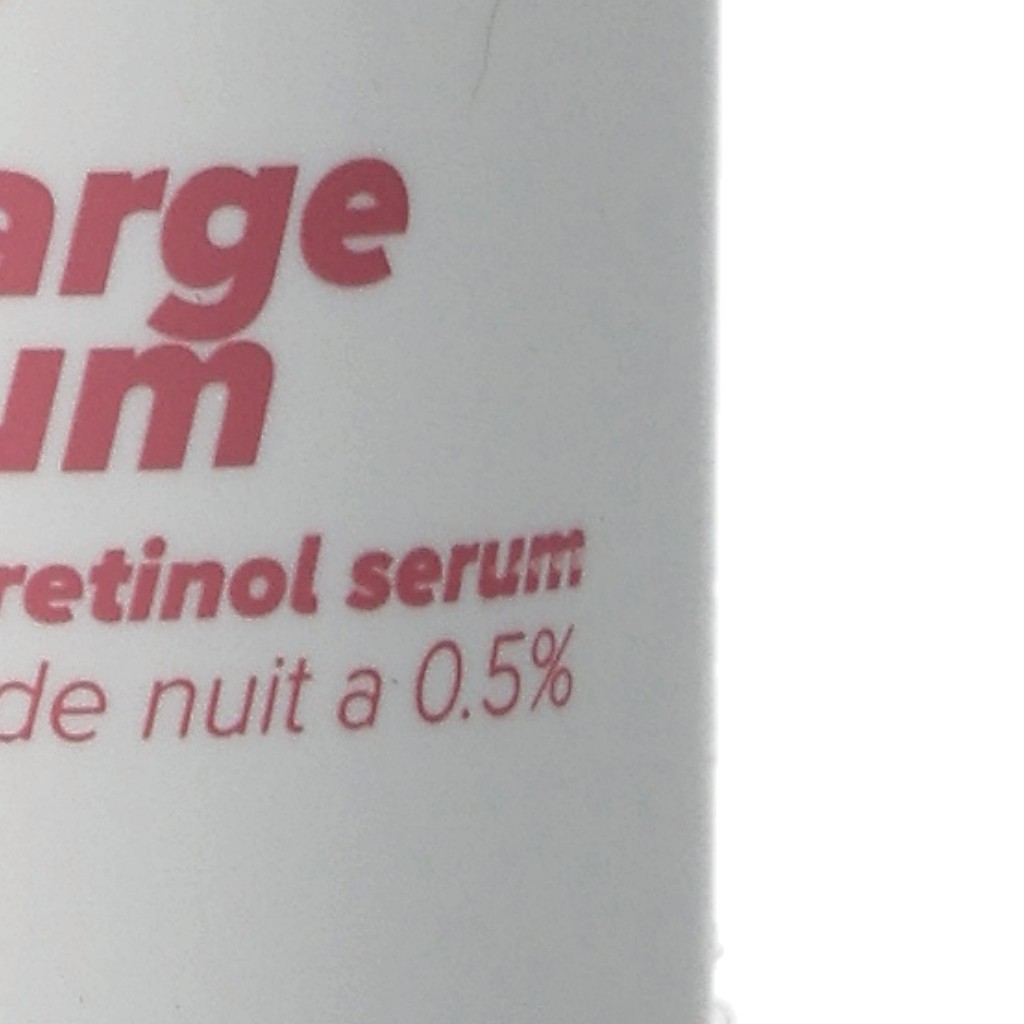 arge
um
retinol serum
de nuit a 0.5%